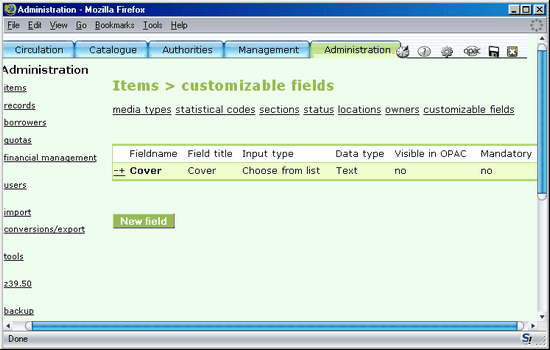 Administration - Mozilla Firefox
File Edit View Go Bookmarks Tools Help
Circulation Catalogue Authorities Management Administration
Administration
items
records
borrowers
quotas
financial management
users
import
conversions/export
tools
z39.50
backup
Items > customizable fields
media types statistical codes sections status locations owners customizable fields
Fieldname Field title Input type Data type Visible in OPAC Mandatory
-+ Cover Cover Choose from list Text no no
New field
Done